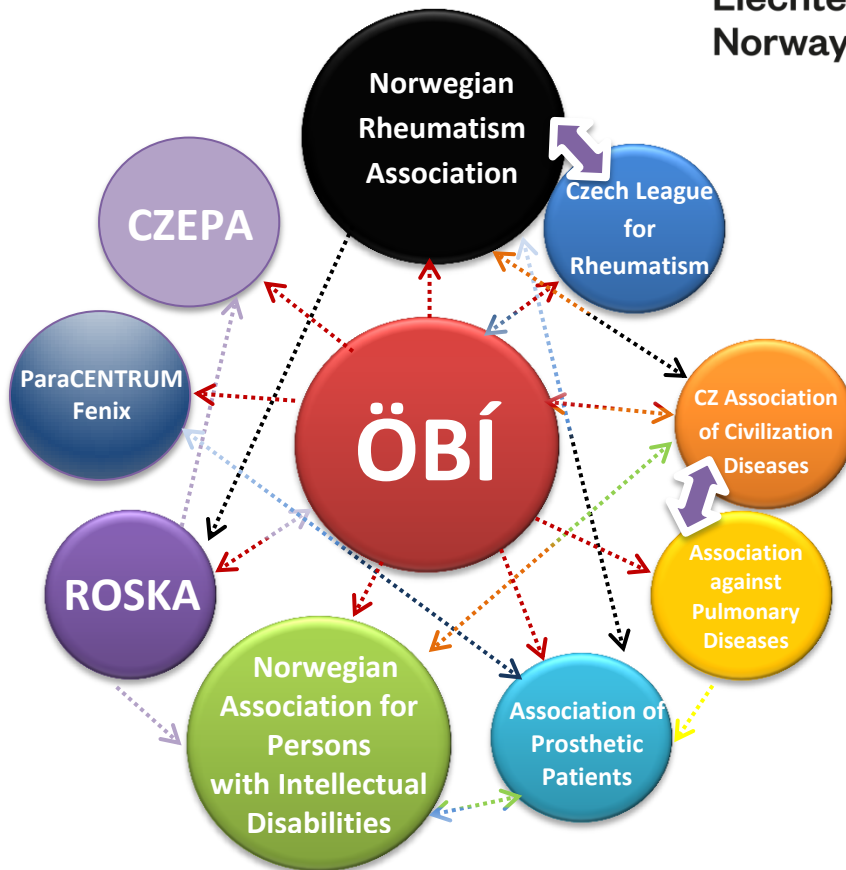 Norway
Norwegian
Rheumatism
Association
CZEPA
Czech League
for
Rheumatism
ParaCENTRUM
Fenix
ÖBÍ
CZ Association
of Civilization
Diseases
ROSKA
Association
against
Pulmonary
Diseases
Norwegian
Association for
Persons
with Intellectual
Disabilities
Association of
Prosthetic
Patients